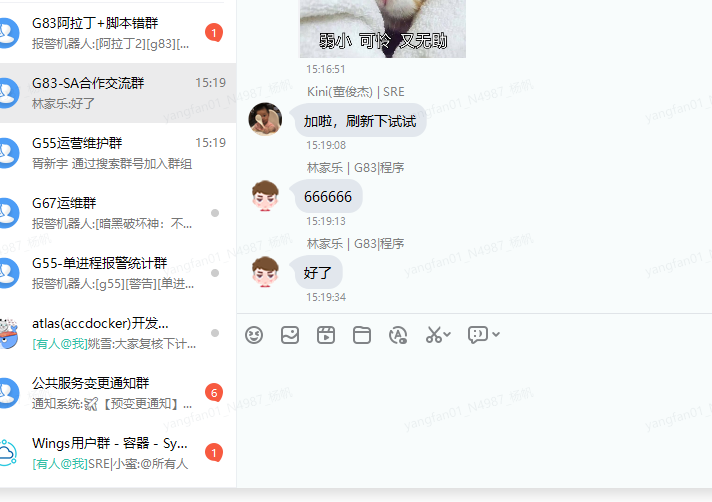 G83阿拉丁+脚本错群
报警机器人:[阿拉丁2][g83][...
1
G83-SA合作交流群
15:19
林家乐:好了
G55运营维护群
15:19
胥新宇 通过搜索群号加入群组
G67运维群
报警机器人:[暗黑破坏神：不...
G55-单进程报警统计群
报警机器人:[g55][警告][单进...
atlas(accdocker)开发...
[有人@我]姚雪:大家复核下计...
公共服务变更通知群
通知系统:🚀【预变更通知】...
6
Wings用户群 - 容器 - Sy...
[有人@我]SRE|小蜜:@所有人
1
弱小 可怜 又无助
15:16:51
Kini(董俊杰) | SRE
加啦，刷新下试试
15:19:08
林家乐 | G83|程序
666666
15:19:13
林家乐 | G83|程序
好了
15:19:34
yangfan01_N4987_杨帆